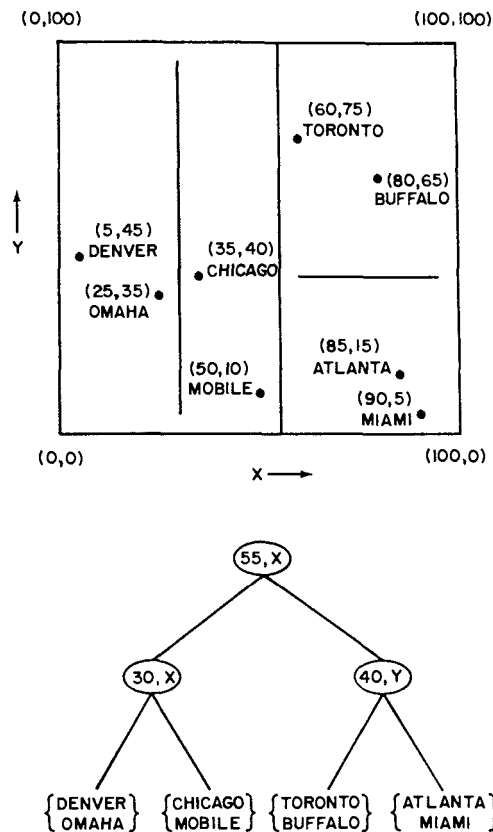 (0,100) (100,100)
(60,75)
TORONTO
(80,65)
BUFFALO
Y
(5,45)
DENVER
(35,40)
CHICAGO
(25,35)
OMAHA
(50,10)
MOBILE
(85,15)
ATLANTA
(90,5)
MIAMI
(0,0) (100,0)
X
55,X
30,X 40,Y
{DENVER OMAHA} {CHICAGO MOBILE} {TORONTO BUFFALO} {ATLANTA MIAMI}